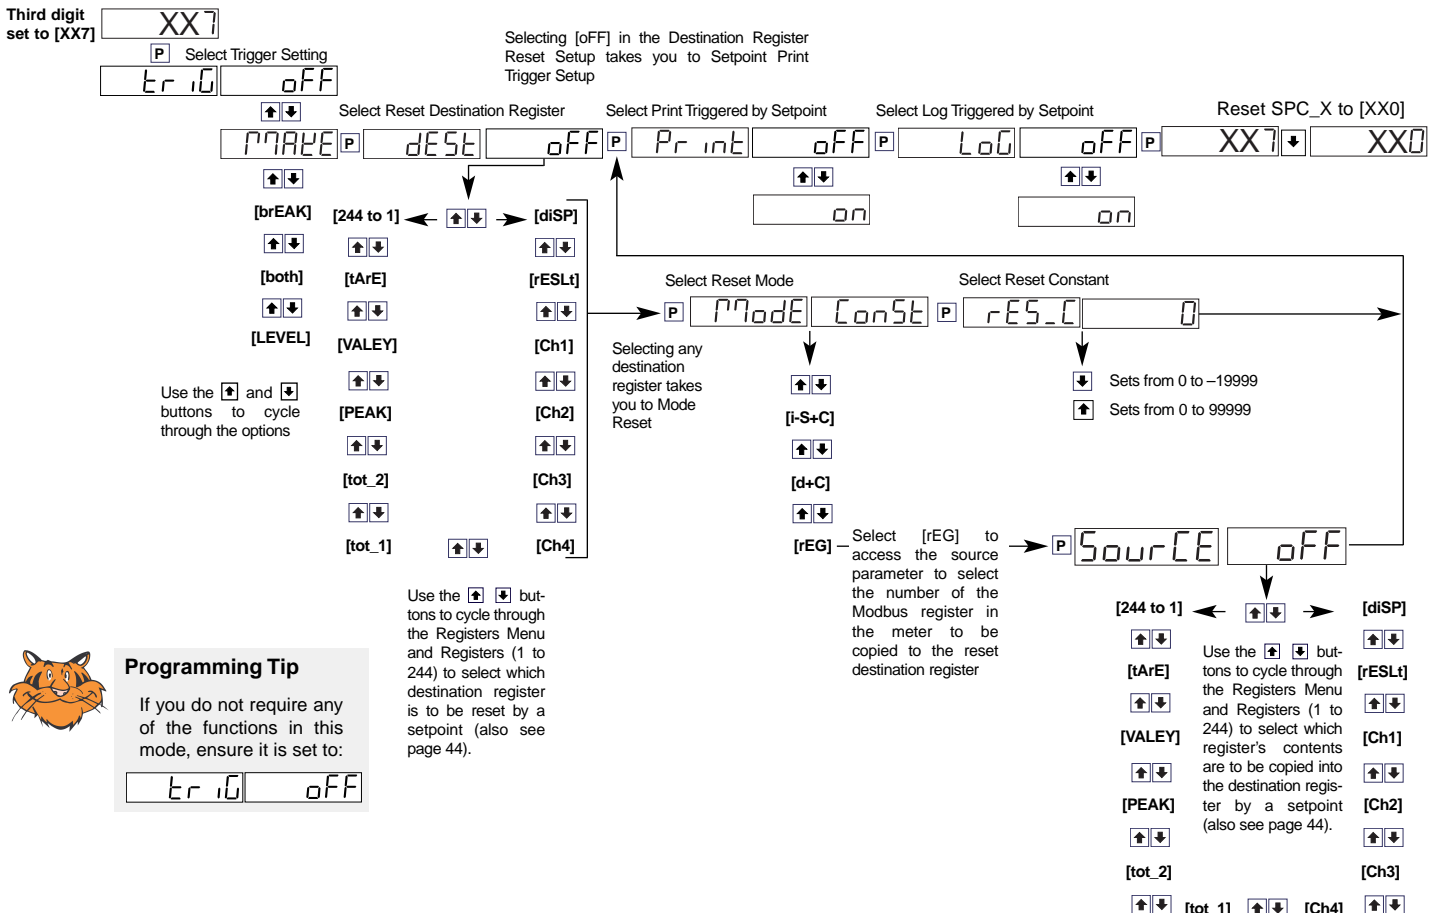 Third digit
set to [XX7]
XX7
P Select Trigger Setting
triG oFF
Selecting [oFF] in the Destination Register
Reset Setup takes you to Setpoint Print
Trigger Setup
Select Reset Destination Register
Select Print Triggered by Setpoint
Select Log Triggered by Setpoint
Reset SPC_X to [XX0]
MAKE P dESt oFF P Print oFF P LoG oFF P XX7 XX0
on
on
[brEAK]
[both]
[LEVEL]
Use the and
buttons to cycle
through the options
[244 to 1]
[tArE]
[VALEY]
[PEAK]
[tot_2]
[tot_1]
[diSP]
[rESLt]
[Ch1]
[Ch2]
[Ch3]
[Ch4]
Use the but-
tons to cycle through
the Registers Menu
and Registers (1 to
244) to select which
destination register
is to be reset by a
setpoint (also see
page 44).
Select Reset Mode
Select Reset Constant
P ModE ConSt P rES_C 0
Selecting any
destination
register takes
you to Mode
Reset
Sets from 0 to –19999
Sets from 0 to 99999
[i-S+C]
[d+C]
[rEG]
Select [rEG] to
access the source
parameter to select
the number of the
Modbus register in
the meter to be
copied to the reset
destination register
P SourCE oFF
[244 to 1]
[tArE]
[VALEY]
[PEAK]
[tot_2]
[tot_1]
Use the but-
tons to cycle through
the Registers Menu
and Registers (1 to
244) to select which
register's contents
are to be copied into
the destination regis-
ter by a setpoint
(also see page 44).
[diSP]
[rESLt]
[Ch1]
[Ch2]
[Ch3]
[Ch4]
Programming Tip
If you do not require any
of the functions in this
mode, ensure it is set to:
triG oFF